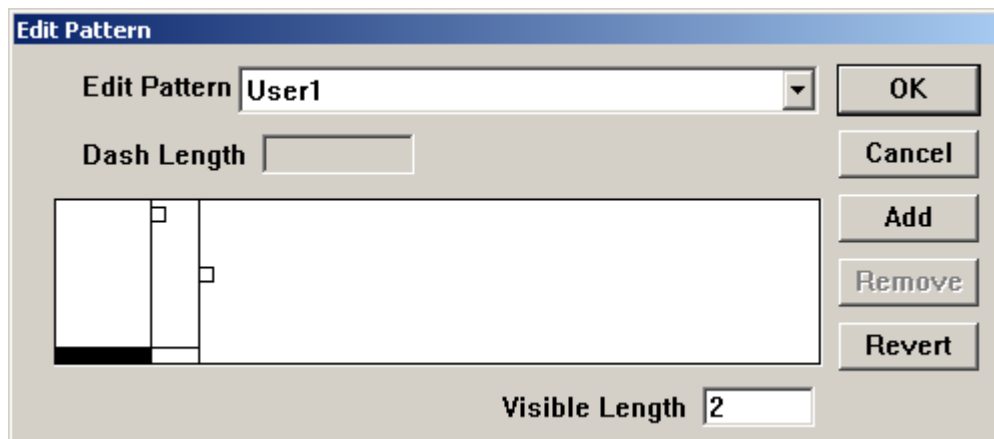 Edit Pattern
Edit Pattern User1 OK
Dash Length Cancel
Add
Remove
Revert
Visible Length 2